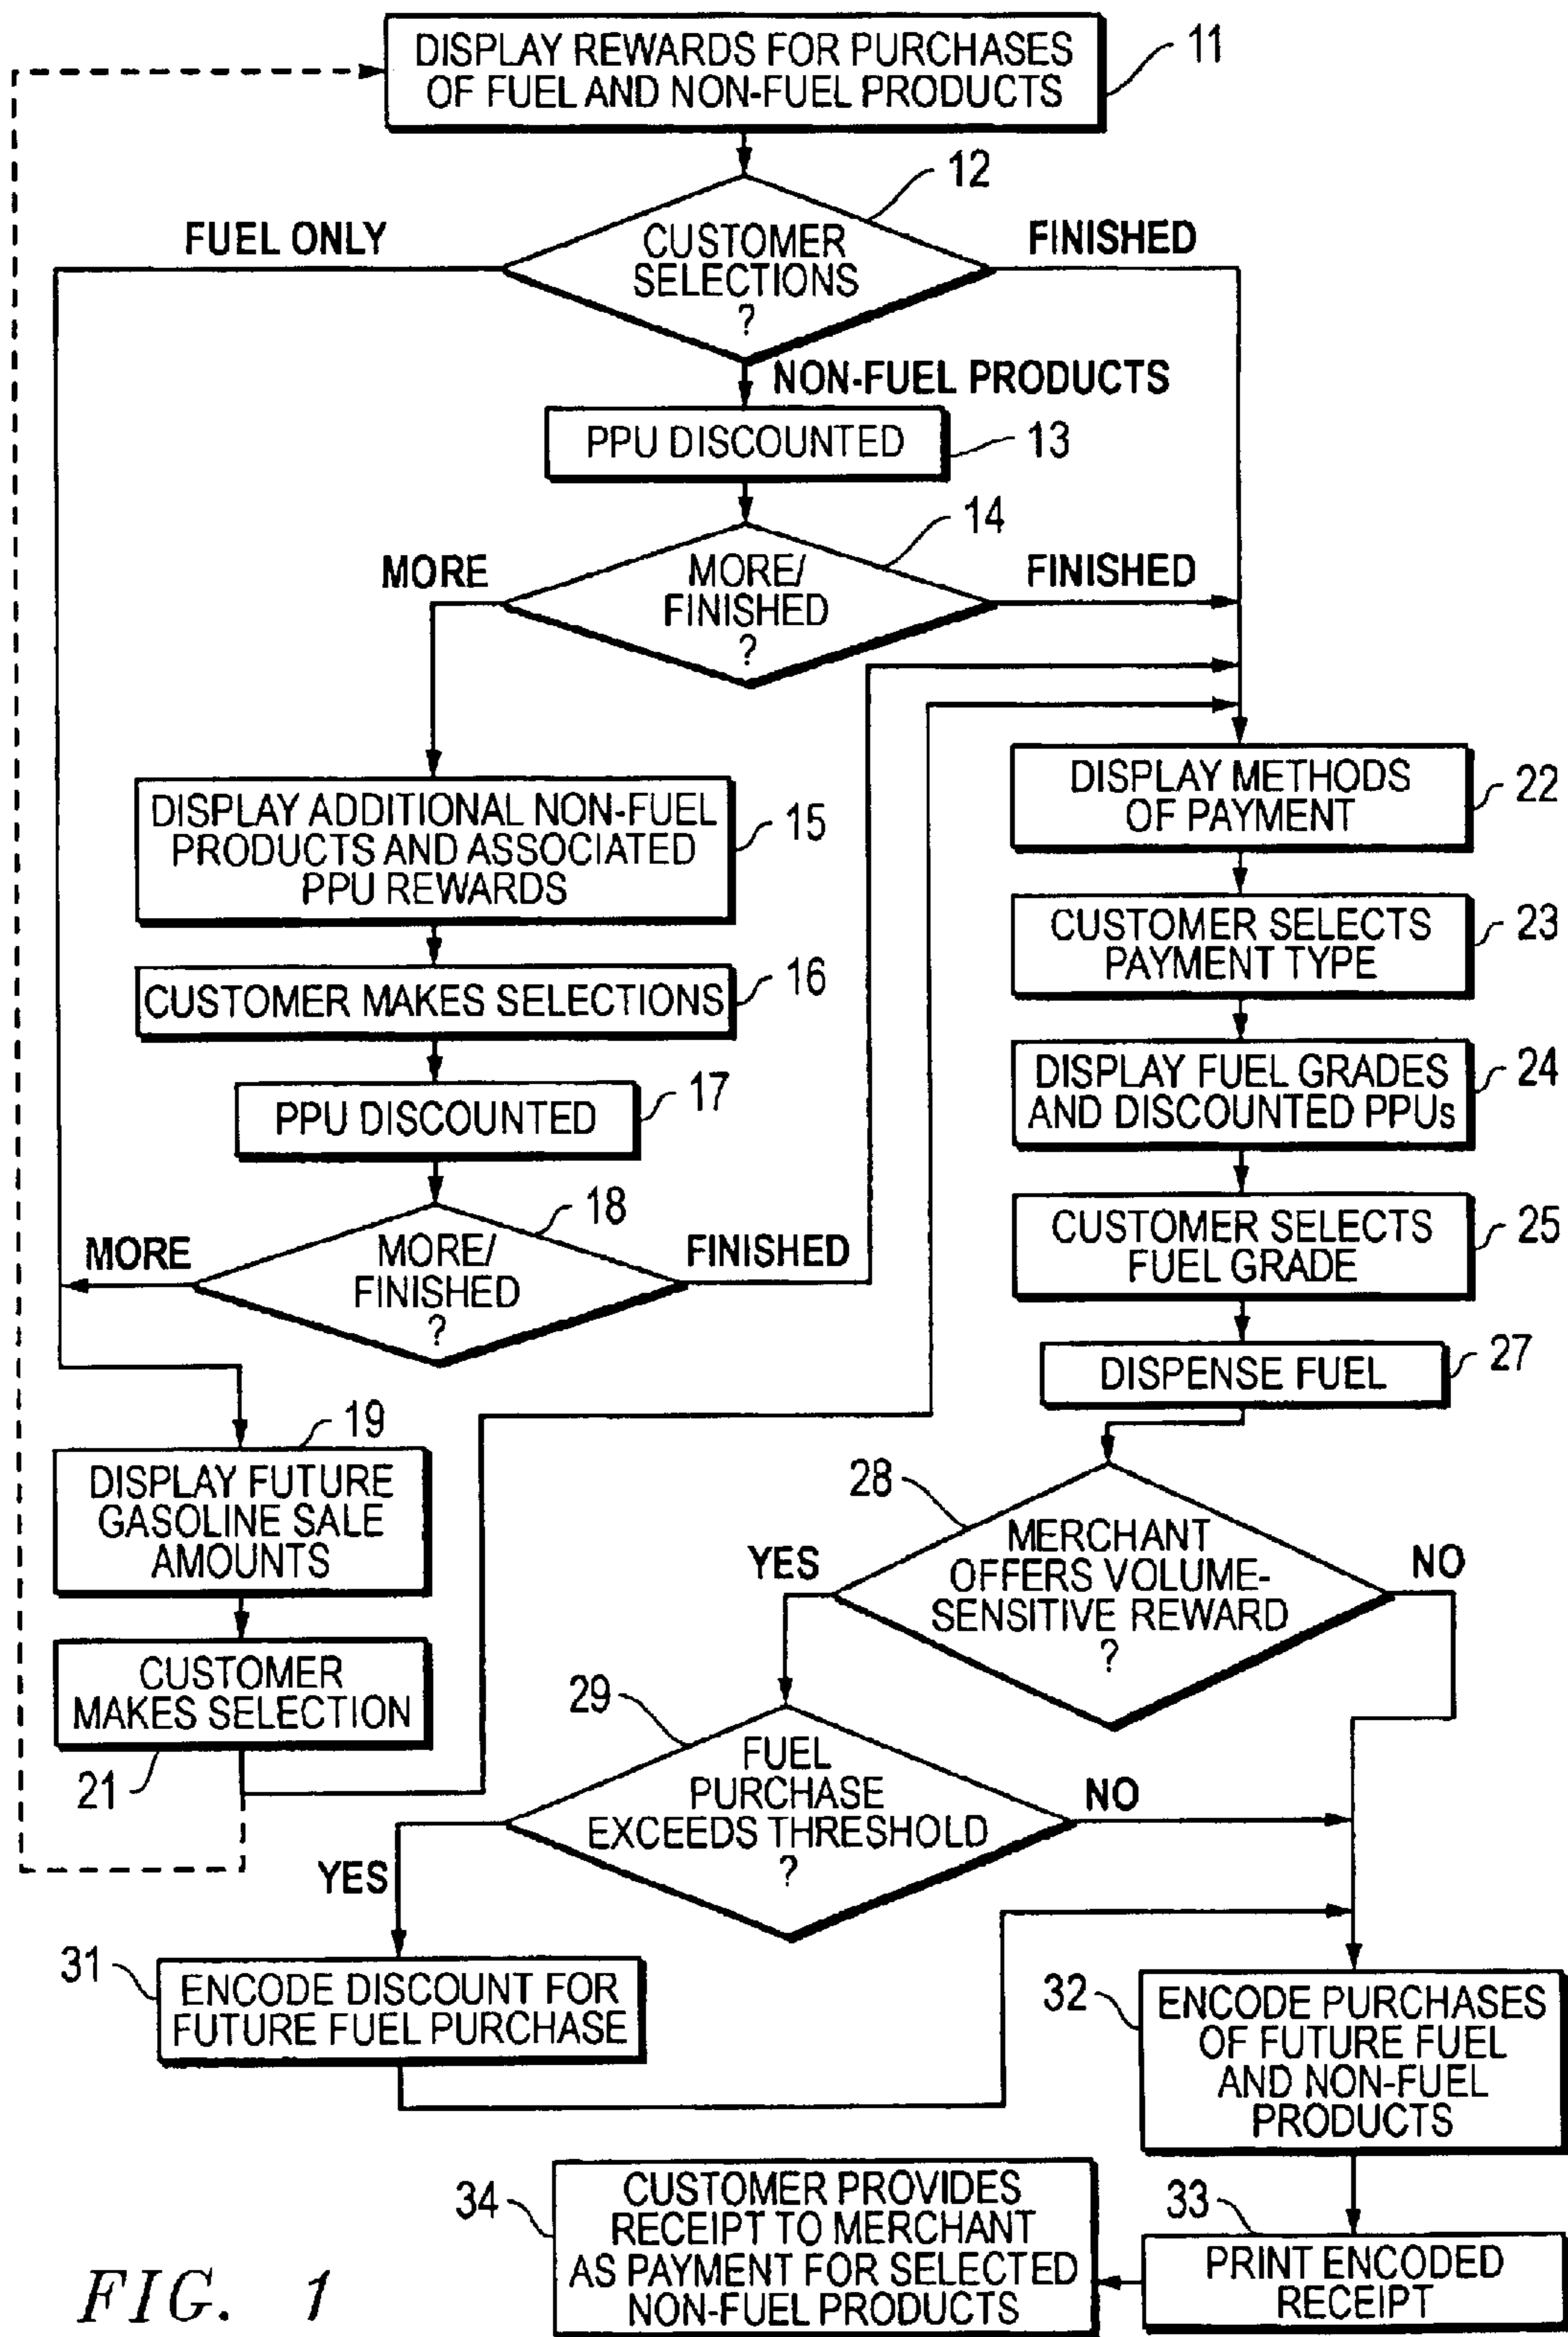 DISPLAY REWARDS FOR PURCHASES
OF FUEL AND NON-FUEL PRODUCTS
11
12
FUEL ONLY
CUSTOMER
SELECTIONS
?
FINISHED
NON-FUEL PRODUCTS
PPU DISCOUNTED
13
14
MORE
MORE/
FINISHED
?
FINISHED
DISPLAY ADDITIONAL NON-FUEL
PRODUCTS AND ASSOCIATED
PPU REWARDS
15
CUSTOMER MAKES SELECTIONS
16
PPU DISCOUNTED
17
18
MORE
MORE/
FINISHED
?
FINISHED
19
DISPLAY FUTURE
GASOLINE SALE
AMOUNTS
CUSTOMER
MAKES SELECTION
21
DISPLAY METHODS
OF PAYMENT
22
CUSTOMER SELECTS
PAYMENT TYPE
23
DISPLAY FUEL GRADES
AND DISCOUNTED PPUs
24
CUSTOMER SELECTS
FUEL GRADE
25
DISPENSE FUEL
27
28
YES
MERCHANT
OFFERS VOLUME-
SENSITIVE REWARD
?
NO
29
FUEL
PURCHASE
EXCEEDS THRESHOLD
?
NO
YES
31
ENCODE DISCOUNT FOR
FUTURE FUEL PURCHASE
32
ENCODE PURCHASES
OF FUTURE FUEL
AND NON-FUEL
PRODUCTS
33
PRINT ENCODED
RECEIPT
34
CUSTOMER PROVIDES
RECEIPT TO MERCHANT
AS PAYMENT FOR SELECTED
NON-FUEL PRODUCTS
FIG. 1